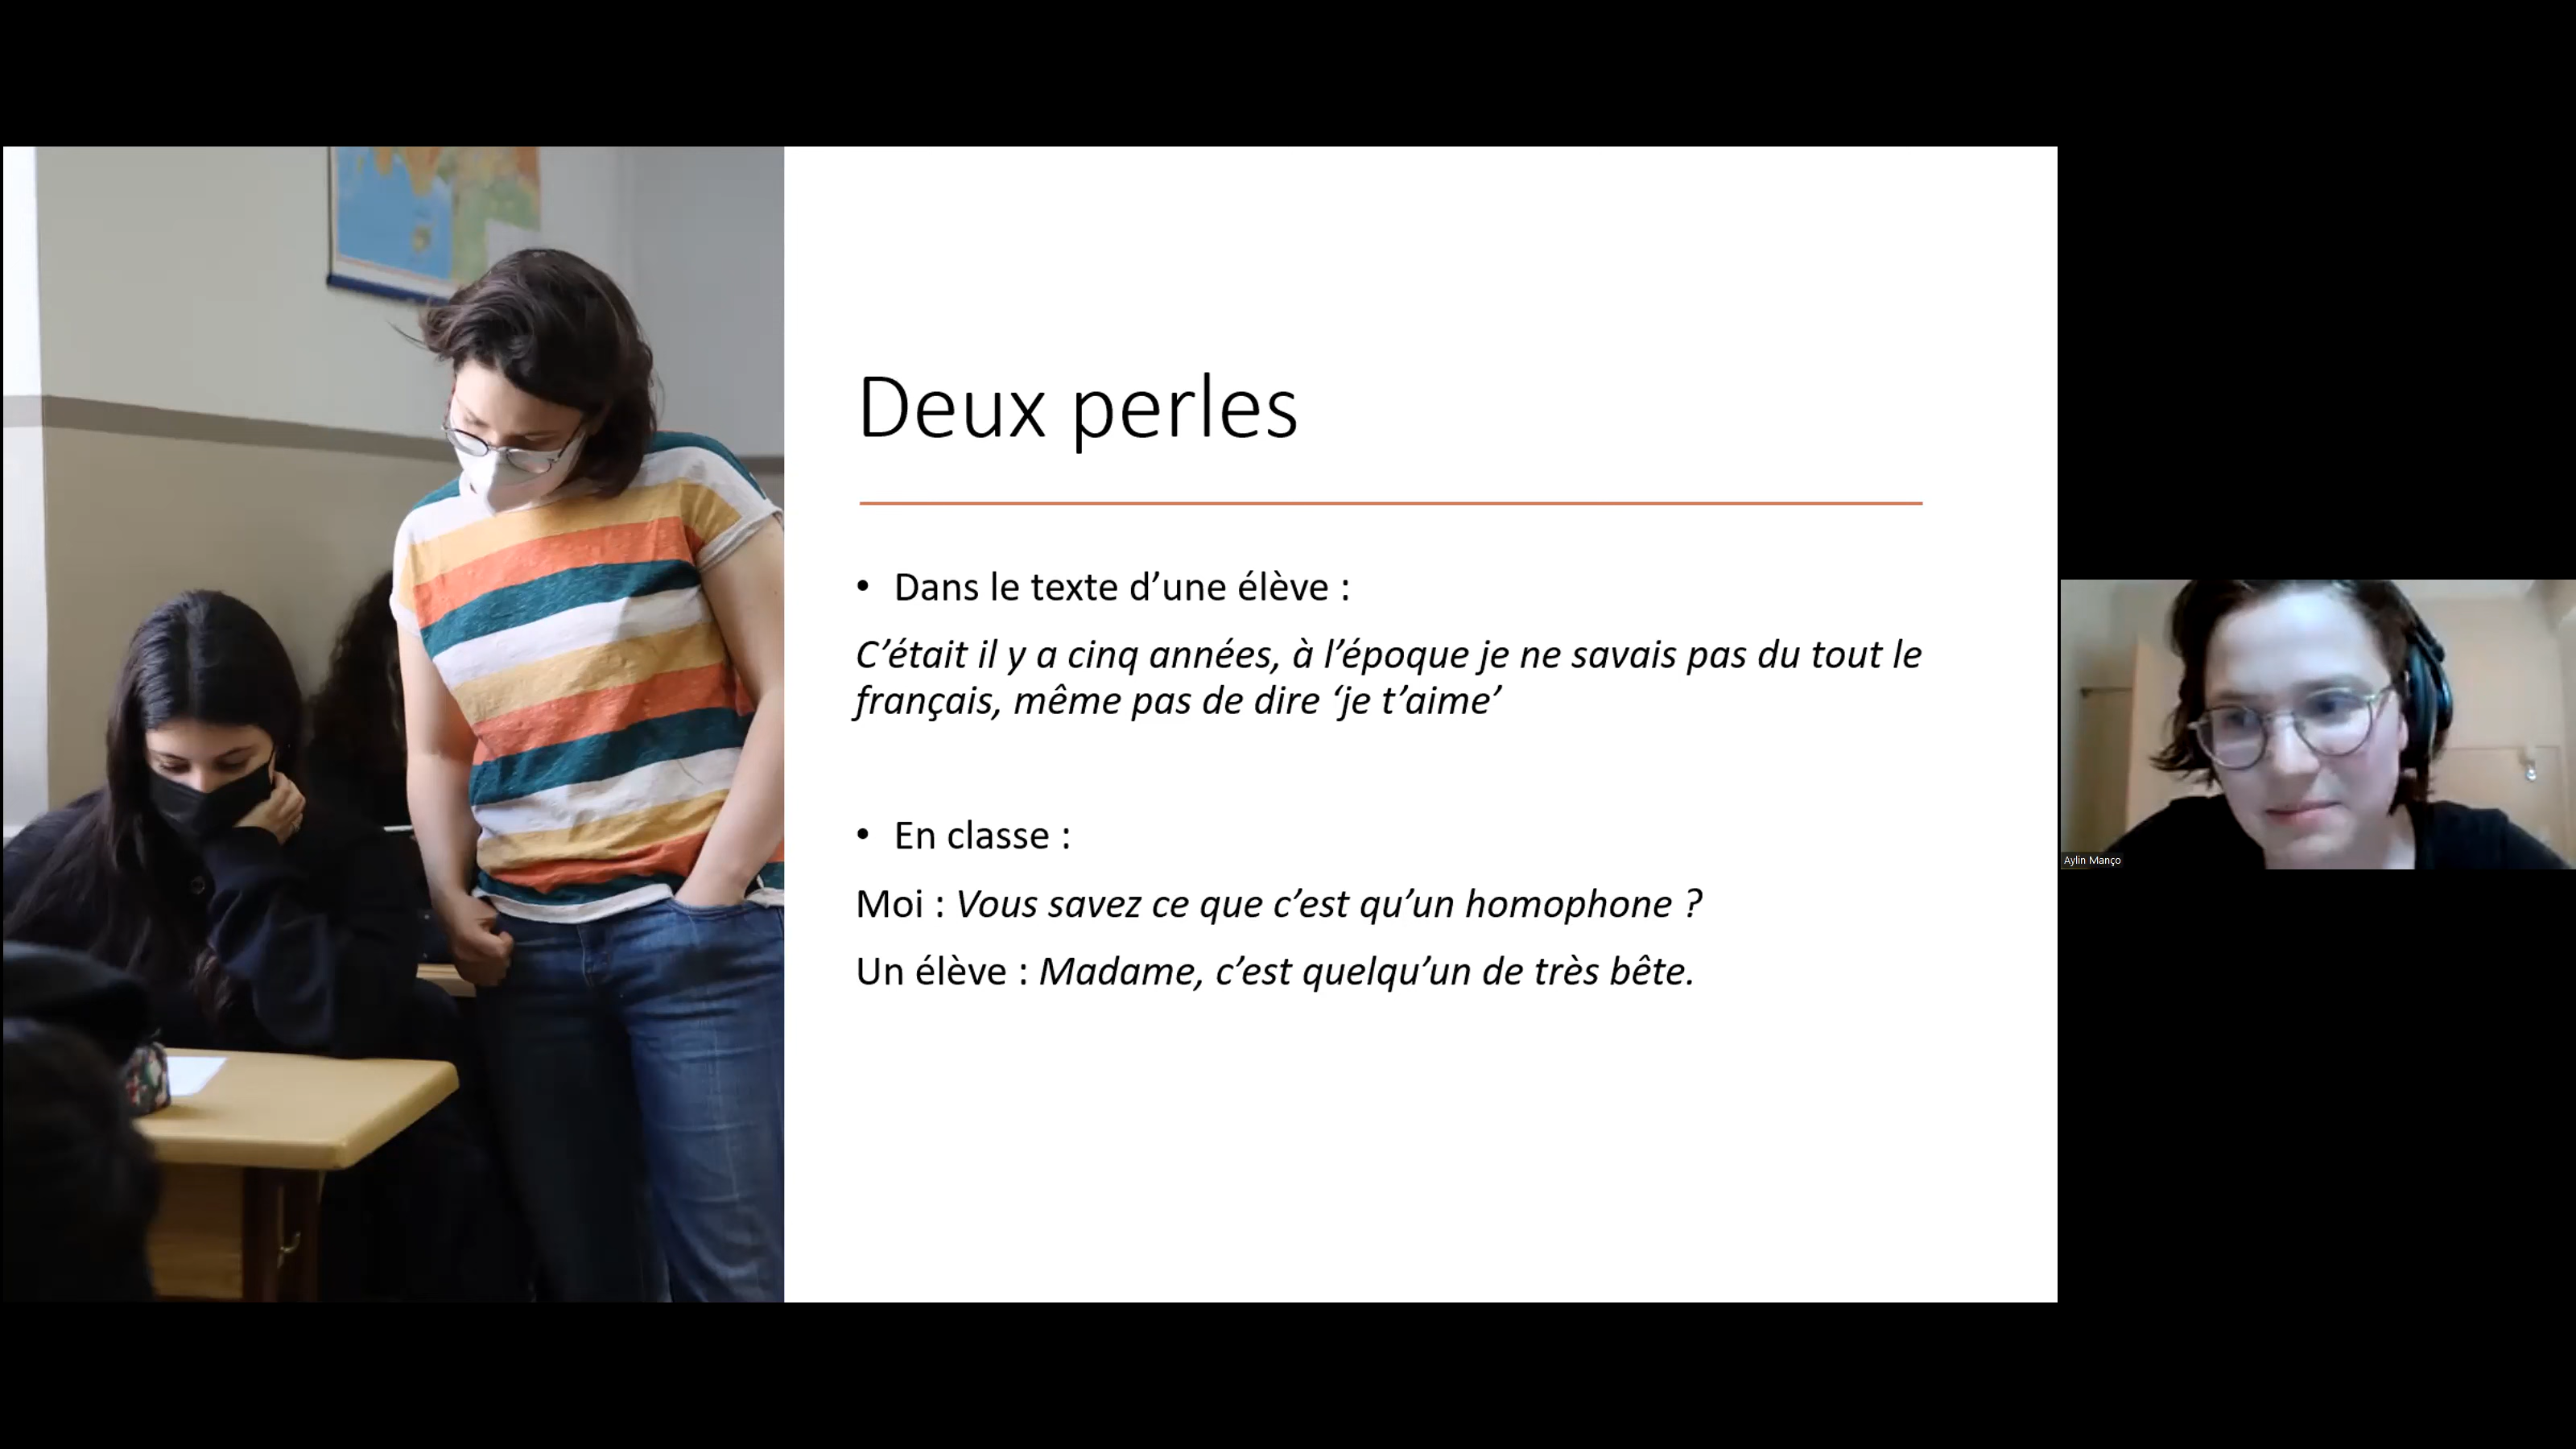 Deux perles
• Dans le texte d’une élève :
C’était il y a cinq années, à l’époque je ne savais pas du tout le
français, même pas de dire ‘je t’aime’
• En classe :
Moi : Vous savez ce que c’est qu’un homophone ?
Un élève : Madame, c’est quelqu’un de très bête.
Aylin Manço